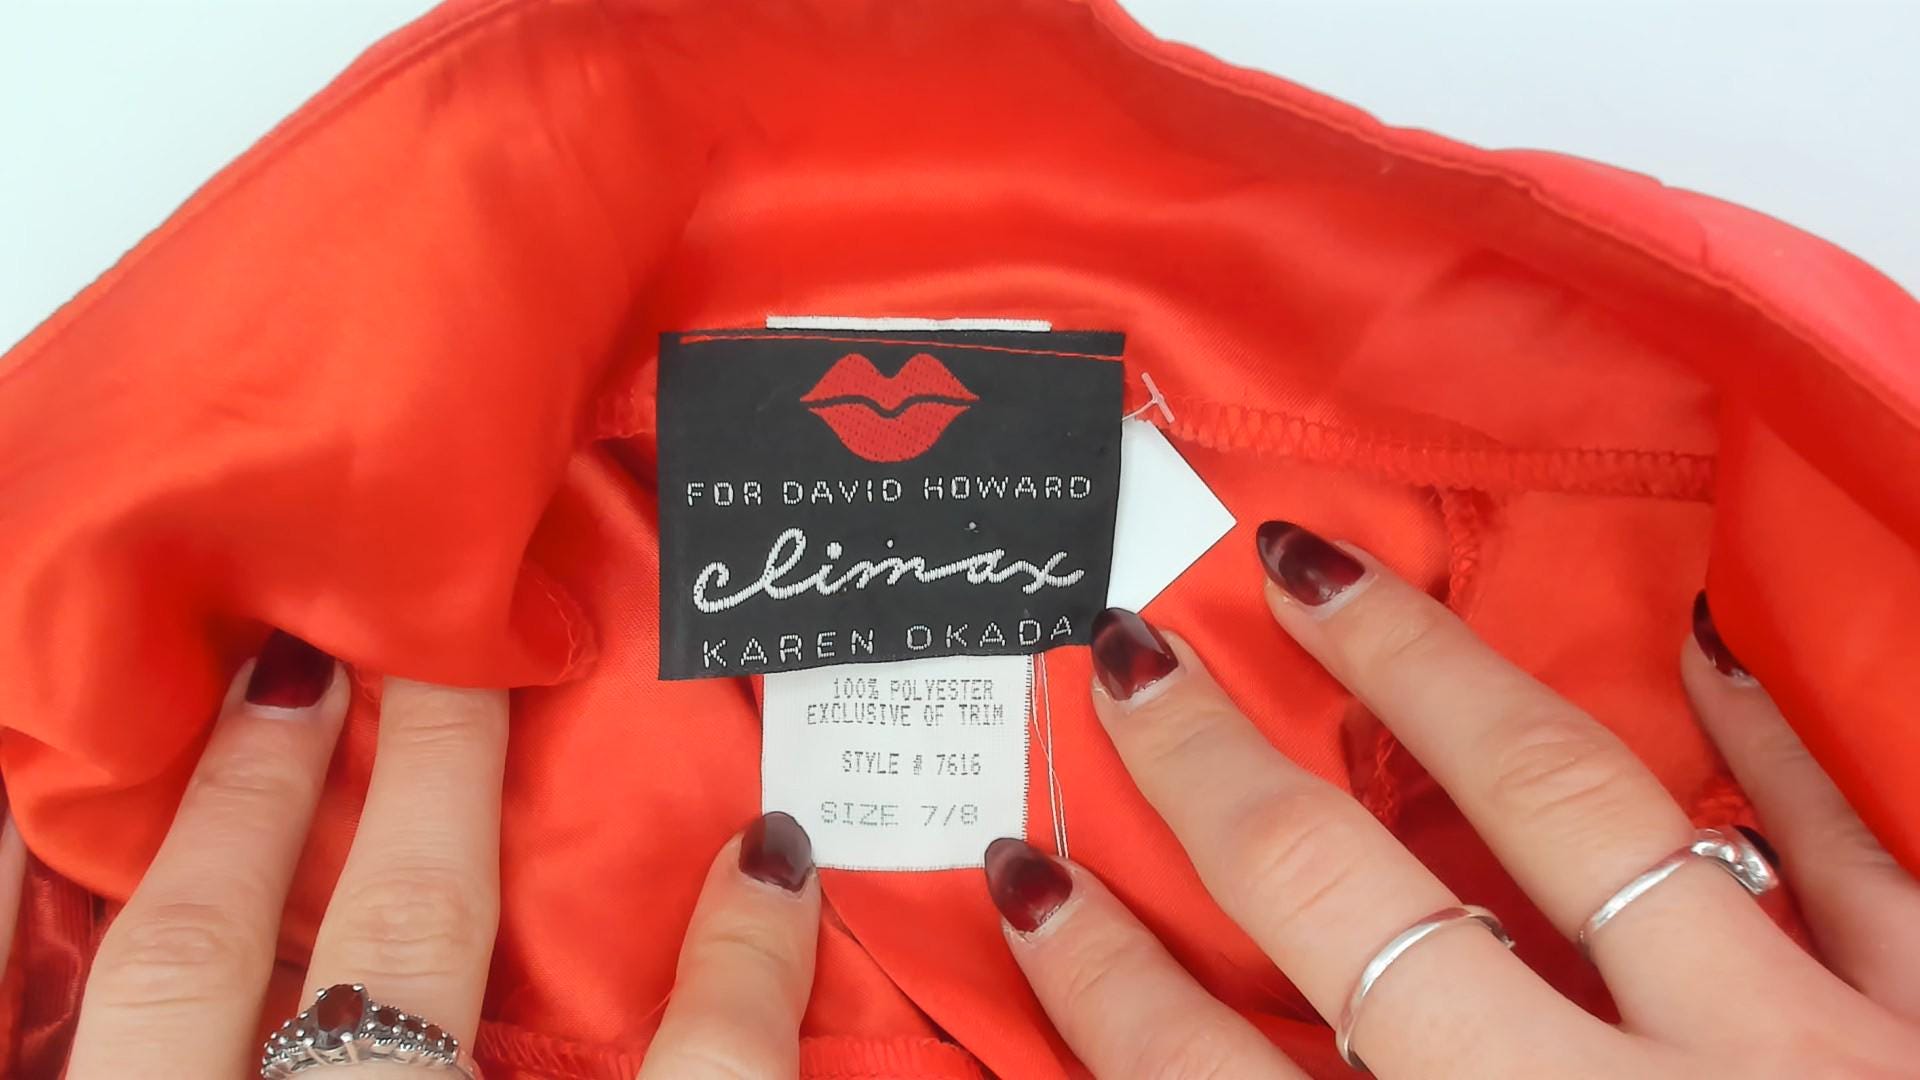 FOR DAVID HOWARD
climax
KAREN OKADA
100% POLYESTER
EXCLUSIVE OF TRIM
STYLE # 7616
SIZE 7/8